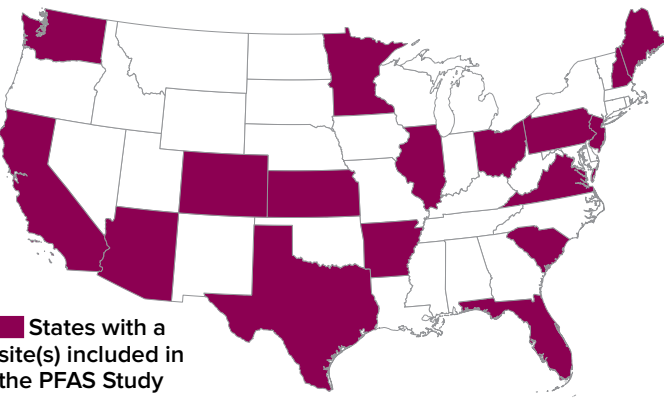 States with a
site(s) included in
the PFAS Study